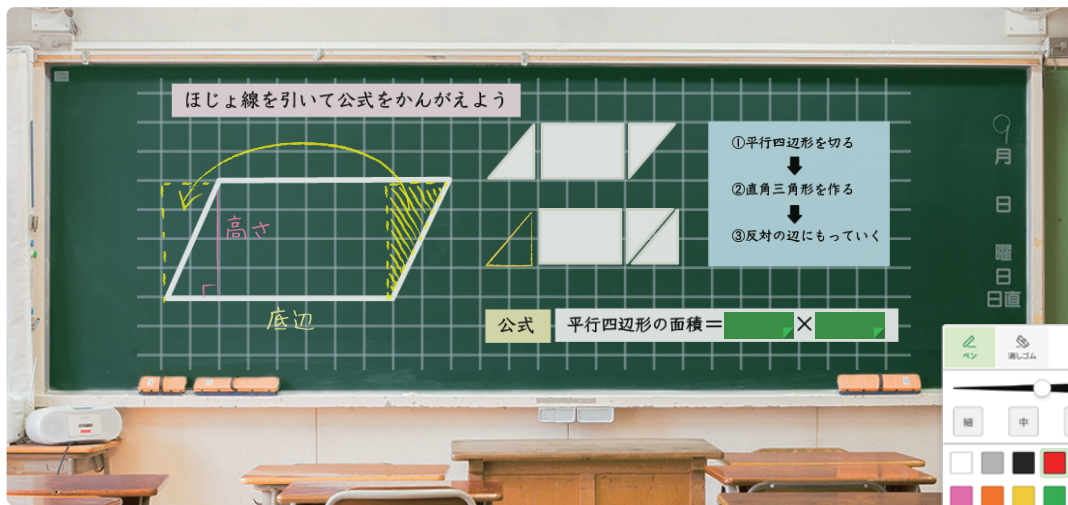 ほじょ線を引いて公式をかんがえよう
9
月
日
曜
日
日直
高さ
底辺
①平行四辺形を切る
②直角三角形を作る
③反対の辺にもっていく
公式
平行四辺形の面積=
×
ペン
消しゴム
細
中